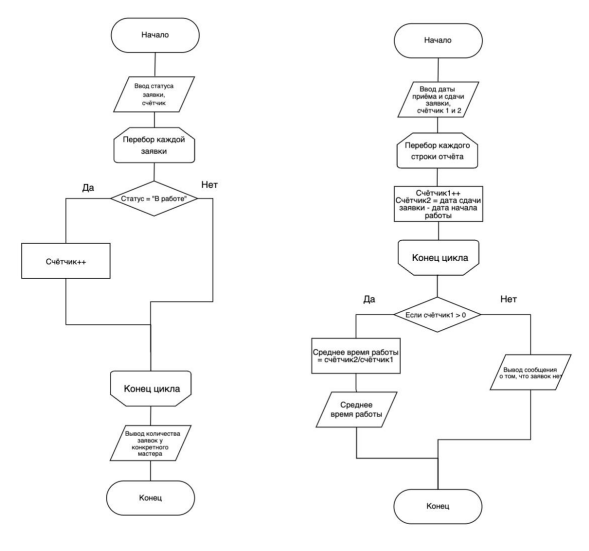 Начало
Ввод статуса
заявки,
счётчик
Перебор каждой
заявки
Да
Статус = "В работе"
Нет
Счётчик++
Конец цикла
Вывод количества
заявок у
конкретного
мастера
Конец
Начало
Ввод даты
приёма и сдачи
заявки,
счётчик 1 и 2
Перебор каждого
строки отчёта
Счётчик1++
Счётчик2 = дата сдачи
заявки - дата начала
работы
Конец цикла
Да
Если счётчик1 > 0
Нет
Среднее время работы
= счётчик2/счётчик1
Вывод сообщения
о том, что заявок нет
Среднее
время работы
Конец